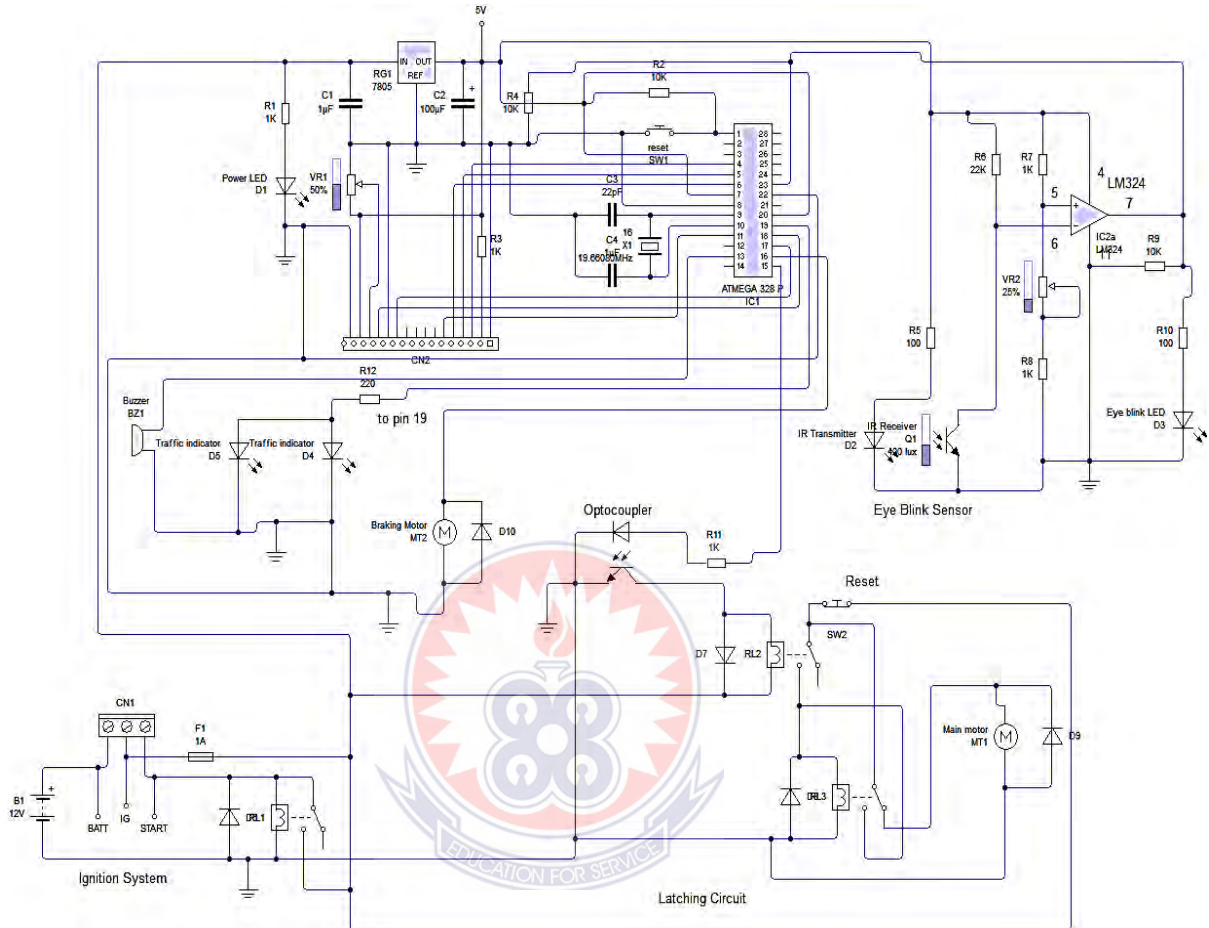 5V
IN OUT
REF
RG1
7805
R1
1K
C1
1µF
C2
100µF
R4
10K
R2
10K
reset
SW1
1 28
2 27
3 26
4 25
5 24
6 23
7 22
8 21
9 20
10 19
11 18
12 17
13 16
14 15
ATMEGA 328 P
IC1
Power LED
D1
VR1
50%
C3
22pF
C4
1uF
16
X1
19.66080MHz
R3
1K
CN2
R6
22K
R7
1K
4
LM324
5
7
6
IC2a
LM324
11
R9
10K
VR2
25%
R5
100
R8
1K
R10
100
Eye blink LED
D3
IR Transmitter
D2
IR Receiver
Q1
400 lux
Eye Blink Sensor
R12
220
to pin 19
Buzzer
BZ1
Traffic indicator
D5
Traffic indicator
D4
Braking Motor
MT2
M
D10
Optocoupler
R11
1K
Reset
SW2
D7
RL2
CN1
F1
1A
B1
12V
BATT
IG
START
RL1
Ignition System
Main motor
MT1
M
D9
RL3
Latching Circuit
EDUCATION FOR SERVICE